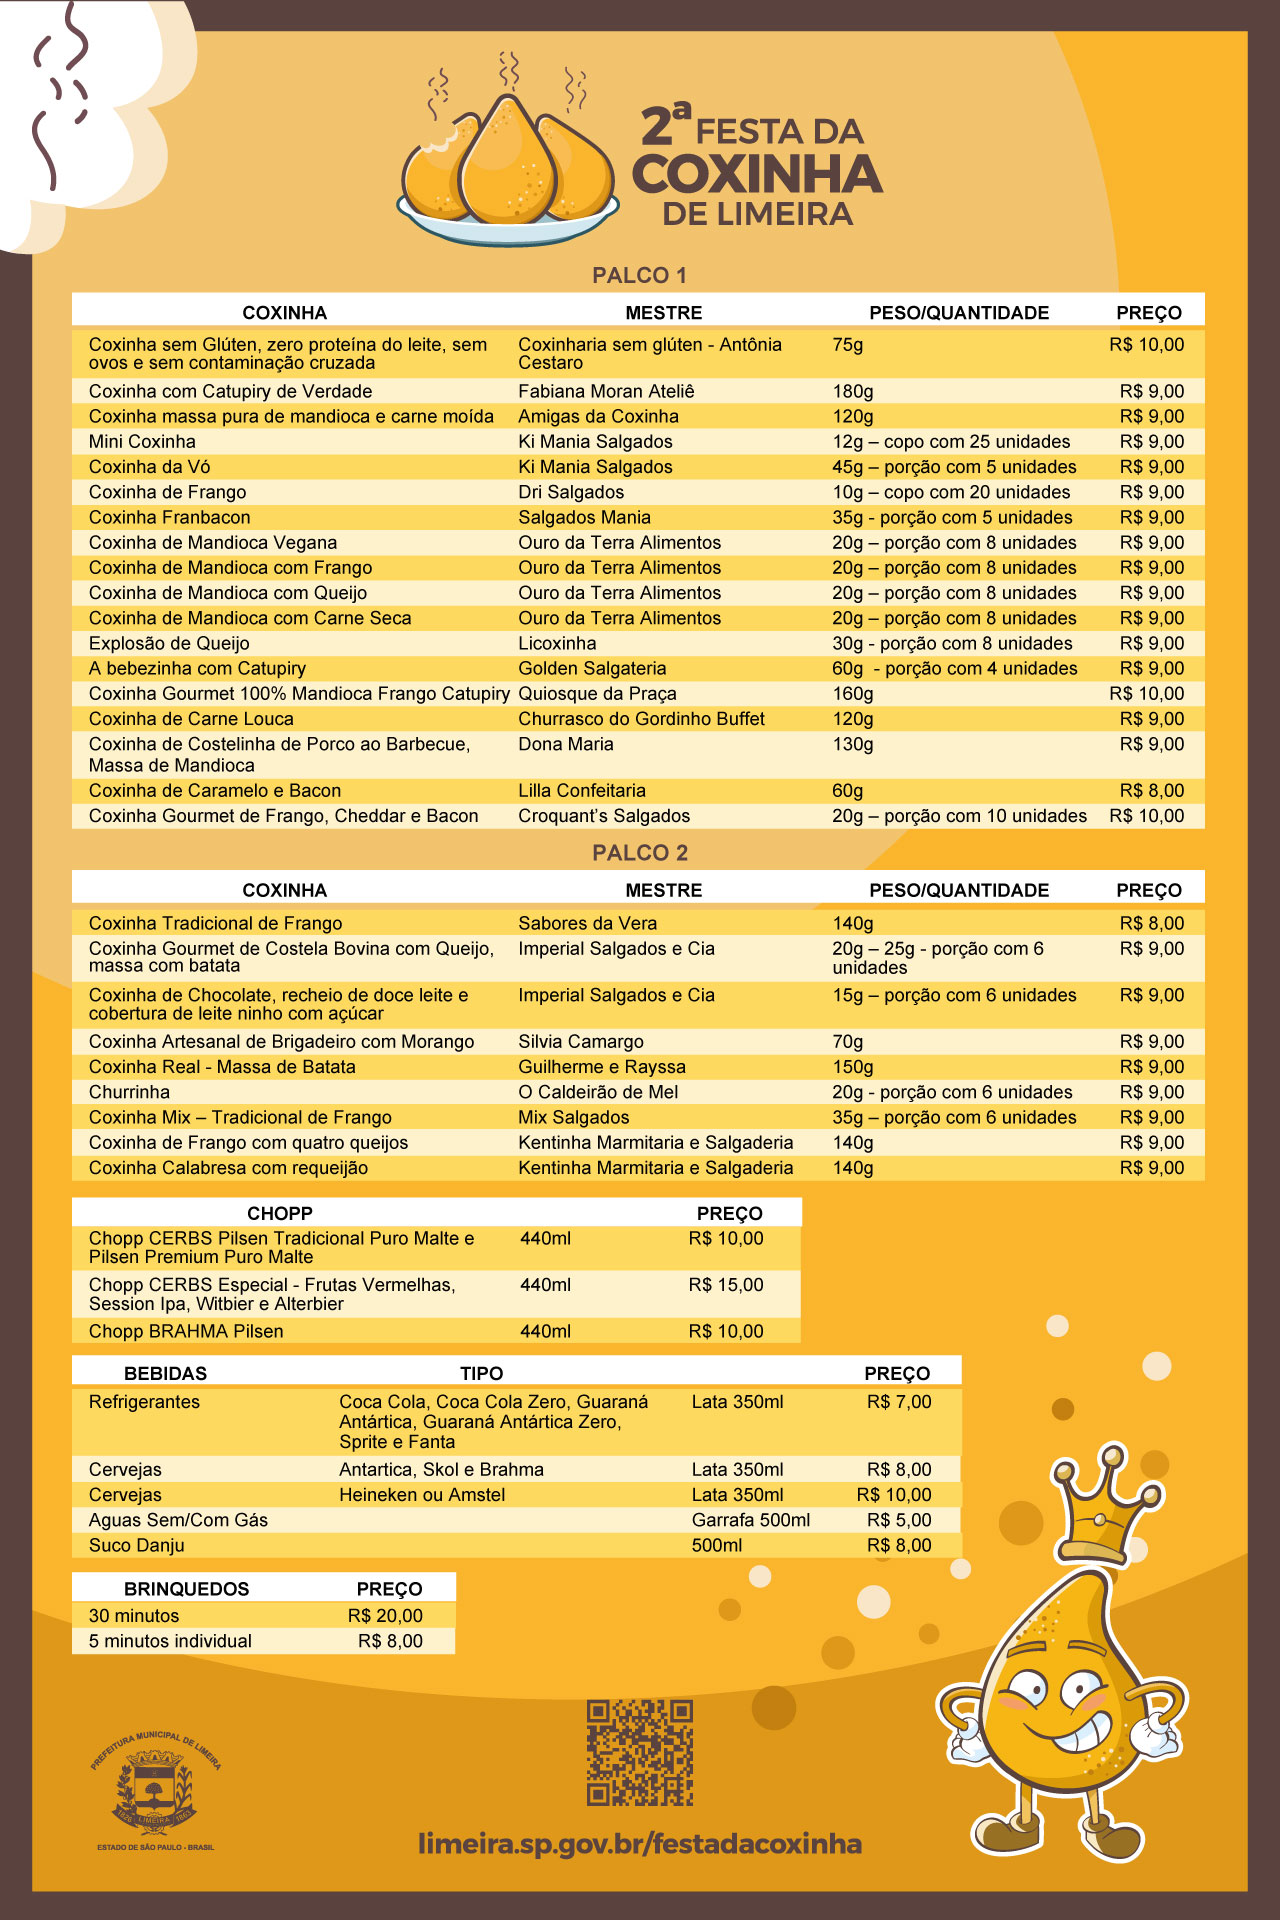 2ª FESTA DA
COXINHA
DE LIMEIRA
PALCO 1
COXINHA MESTRE PESO/QUANTIDADE PREÇO
Coxinha sem Glúten, zero proteína do leite, sem Coxinharia sem glúten - Antônia 75g R$ 10,00
ovos e sem contaminação cruzada Cestaro
Coxinha com Catupiry de Verdade Fabiana Moran Ateliê 180g R$ 9,00
Coxinha massa pura de mandioca e carne moída Amigas da Coxinha 120g R$ 9,00
Mini Coxinha Ki Mania Salgados 12g – copo com 25 unidades R$ 9,00
Coxinha da Vó Ki Mania Salgados 45g – porção com 5 unidades R$ 9,00
Coxinha de Frango Dri Salgados 10g – copo com 20 unidades R$ 9,00
Coxinha Franbacon Salgados Mania 35g - porção com 5 unidades R$ 9,00
Coxinha de Mandioca Vegana Ouro da Terra Alimentos 20g – porção com 8 unidades R$ 9,00
Coxinha de Mandioca com Frango Ouro da Terra Alimentos 20g – porção com 8 unidades R$ 9,00
Coxinha de Mandioca com Queijo Ouro da Terra Alimentos 20g – porção com 8 unidades R$ 9,00
Coxinha de Mandioca com Carne Seca Ouro da Terra Alimentos 20g – porção com 8 unidades R$ 9,00
Explosão de Queijo Licoxinha 30g - porção com 8 unidades R$ 9,00
A bebezinha com Catupiry Golden Salgateria 60g - porção com 4 unidades R$ 9,00
Coxinha Gourmet 100% Mandioca Frango Catupiry Quiosque da Praça 160g R$ 10,00
Coxinha de Carne Louca Churrasco do Gordinho Buffet 120g R$ 9,00
Coxinha de Costelinha de Porco ao Barbecue, Dona Maria 130g R$ 9,00
Massa de Mandioca
Coxinha de Caramelo e Bacon Lilla Confeitaria 60g R$ 8,00
Coxinha Gourmet de Frango, Cheddar e Bacon Croquant’s Salgados 20g – porção com 10 unidades R$ 10,00
PALCO 2
COXINHA MESTRE PESO/QUANTIDADE PREÇO
Coxinha Tradicional de Frango Sabores da Vera 140g R$ 8,00
Coxinha Gourmet de Costela Bovina com Queijo, Imperial Salgados e Cia 20g – 25g - porção com 6 R$ 9,00
massa com batata unidades
Coxinha de Chocolate, recheio de doce leite e Imperial Salgados e Cia 15g – porção com 6 unidades R$ 9,00
cobertura de leite ninho com açúcar
Coxinha Artesanal de Brigadeiro com Morango Silvia Camargo 70g R$ 9,00
Coxinha Real - Massa de Batata Guilherme e Rayssa 150g R$ 9,00
Churrinha O Caldeirão de Mel 20g - porção com 6 unidades R$ 9,00
Coxinha Mix – Tradicional de Frango Mix Salgados 35g – porção com 6 unidades R$ 9,00
Coxinha de Frango com quatro queijos Kentinha Marmitaria e Salgaderia 140g R$ 9,00
Coxinha Calabresa com requeijão Kentinha Marmitaria e Salgaderia 140g R$ 9,00
CHOPP PREÇO
Chopp CERBS Pilsen Tradicional Puro Malte e 440ml R$ 10,00
Pilsen Premium Puro Malte
Chopp CERBS Especial - Frutas Vermelhas, 440ml R$ 15,00
Session Ipa, Witbier e Alterbier
Chopp BRAHMA Pilsen 440ml R$ 10,00
BEBIDAS TIPO PREÇO
Refrigerantes Coca Cola, Coca Cola Zero, Guaraná Lata 350ml R$ 7,00
Antártica, Guaraná Antártica Zero,
Sprite e Fanta
Cervejas Antartica, Skol e Brahma Lata 350ml R$ 8,00
Cervejas Heineken ou Amstel Lata 350ml R$ 10,00
Aguas Sem/Com Gás Garrafa 500ml R$ 5,00
Suco Danju 500ml R$ 8,00
BRINQUEDOS PREÇO
30 minutos R$ 20,00
5 minutos individual R$ 8,00
PREFEITURA MUNICIPAL DE LIMEIRA
1826 LIMEIRA 1863
ESTADO DE SÃO PAULO - BRASIL
limeira.sp.gov.br/festadacoxinha